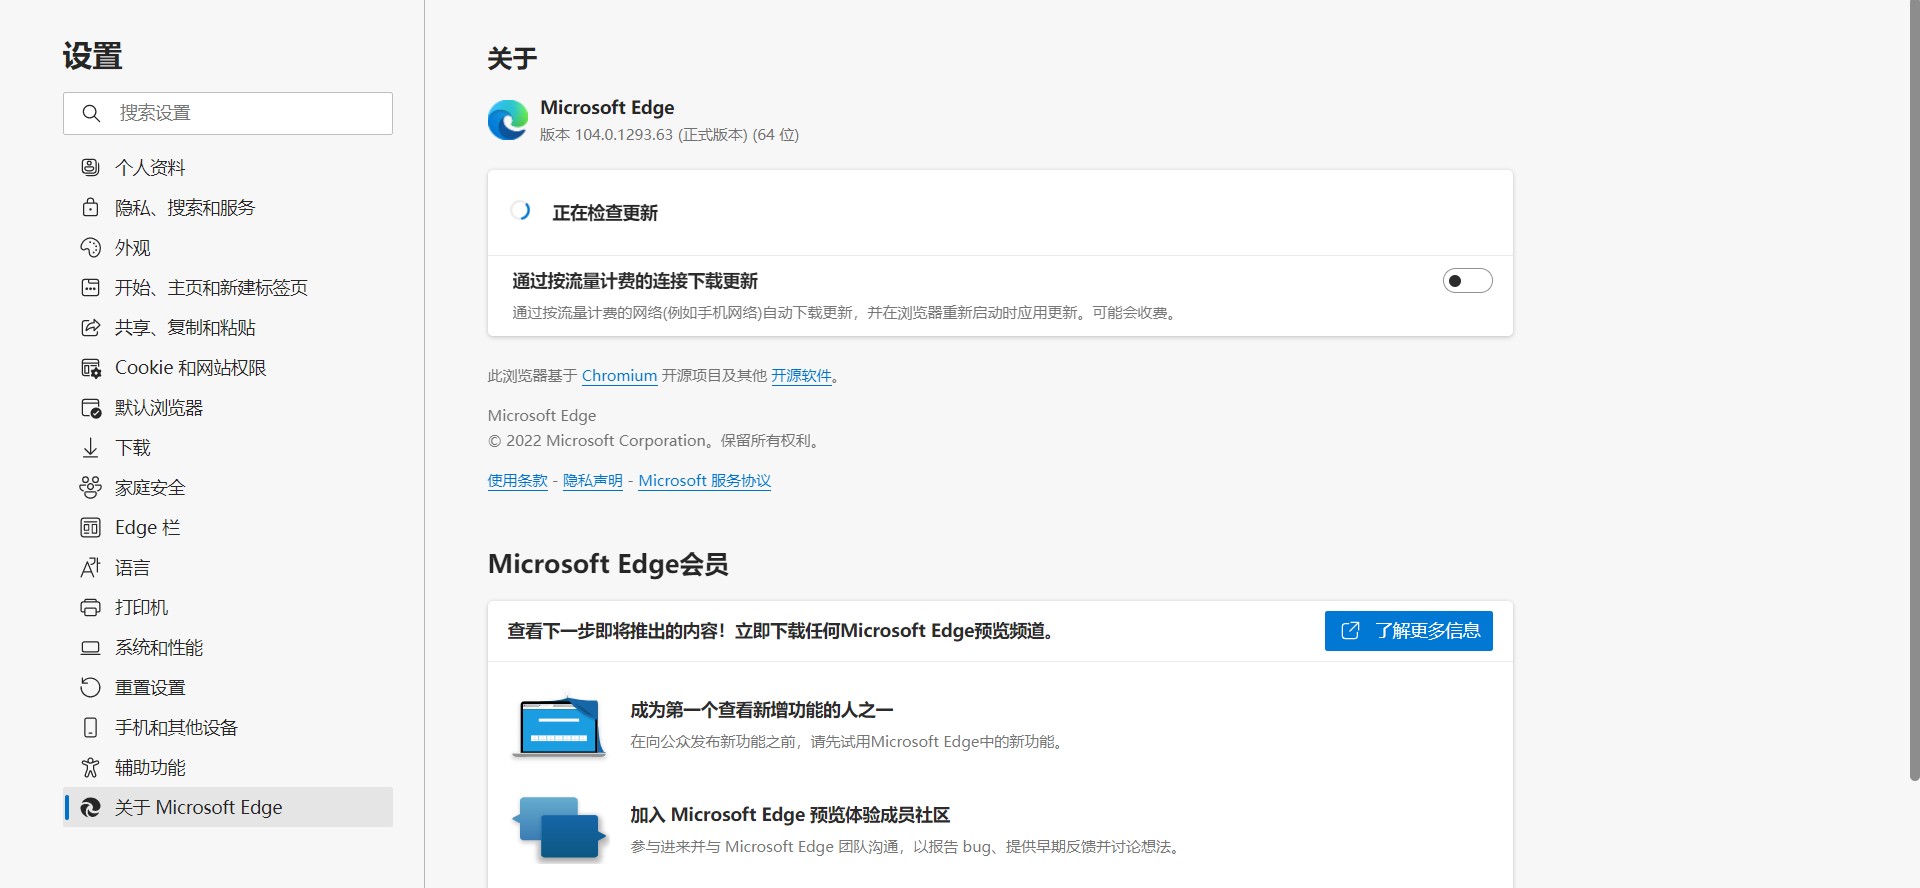 设置
搜索设置
个人资料
隐私、搜索和服务
外观
开始、主页和新建标签页
共享、复制和粘贴
Cookie 和网站权限
默认浏览器
下载
家庭安全
Edge 栏
语言
打印机
系统和性能
重置设置
手机和其他设备
辅助功能
关于 Microsoft Edge
关于
Microsoft Edge
版本 104.0.1293.63 (正式版本) (64 位)
正在检查更新
通过按流量计费的连接下载更新
通过按流量计费的网络(例如手机网络)自动下载更新，并在浏览器重新启动时应用更新。可能会收费。
此浏览器基于 Chromium 开源项目及其他 开源软件。
Microsoft Edge
© 2022 Microsoft Corporation。保留所有权利。
使用条款 - 隐私声明 - Microsoft 服务协议
Microsoft Edge会员
查看下一步即将推出的内容！立即下载任何Microsoft Edge预览频道。
了解更多信息
成为第一个查看新增功能的人之一
在向公众发布新功能之前，请先试用Microsoft Edge中的新功能。
加入 Microsoft Edge 预览体验成员社区
参与进来并与 Microsoft Edge 团队沟通，以报告 bug、提供早期反馈并讨论想法。